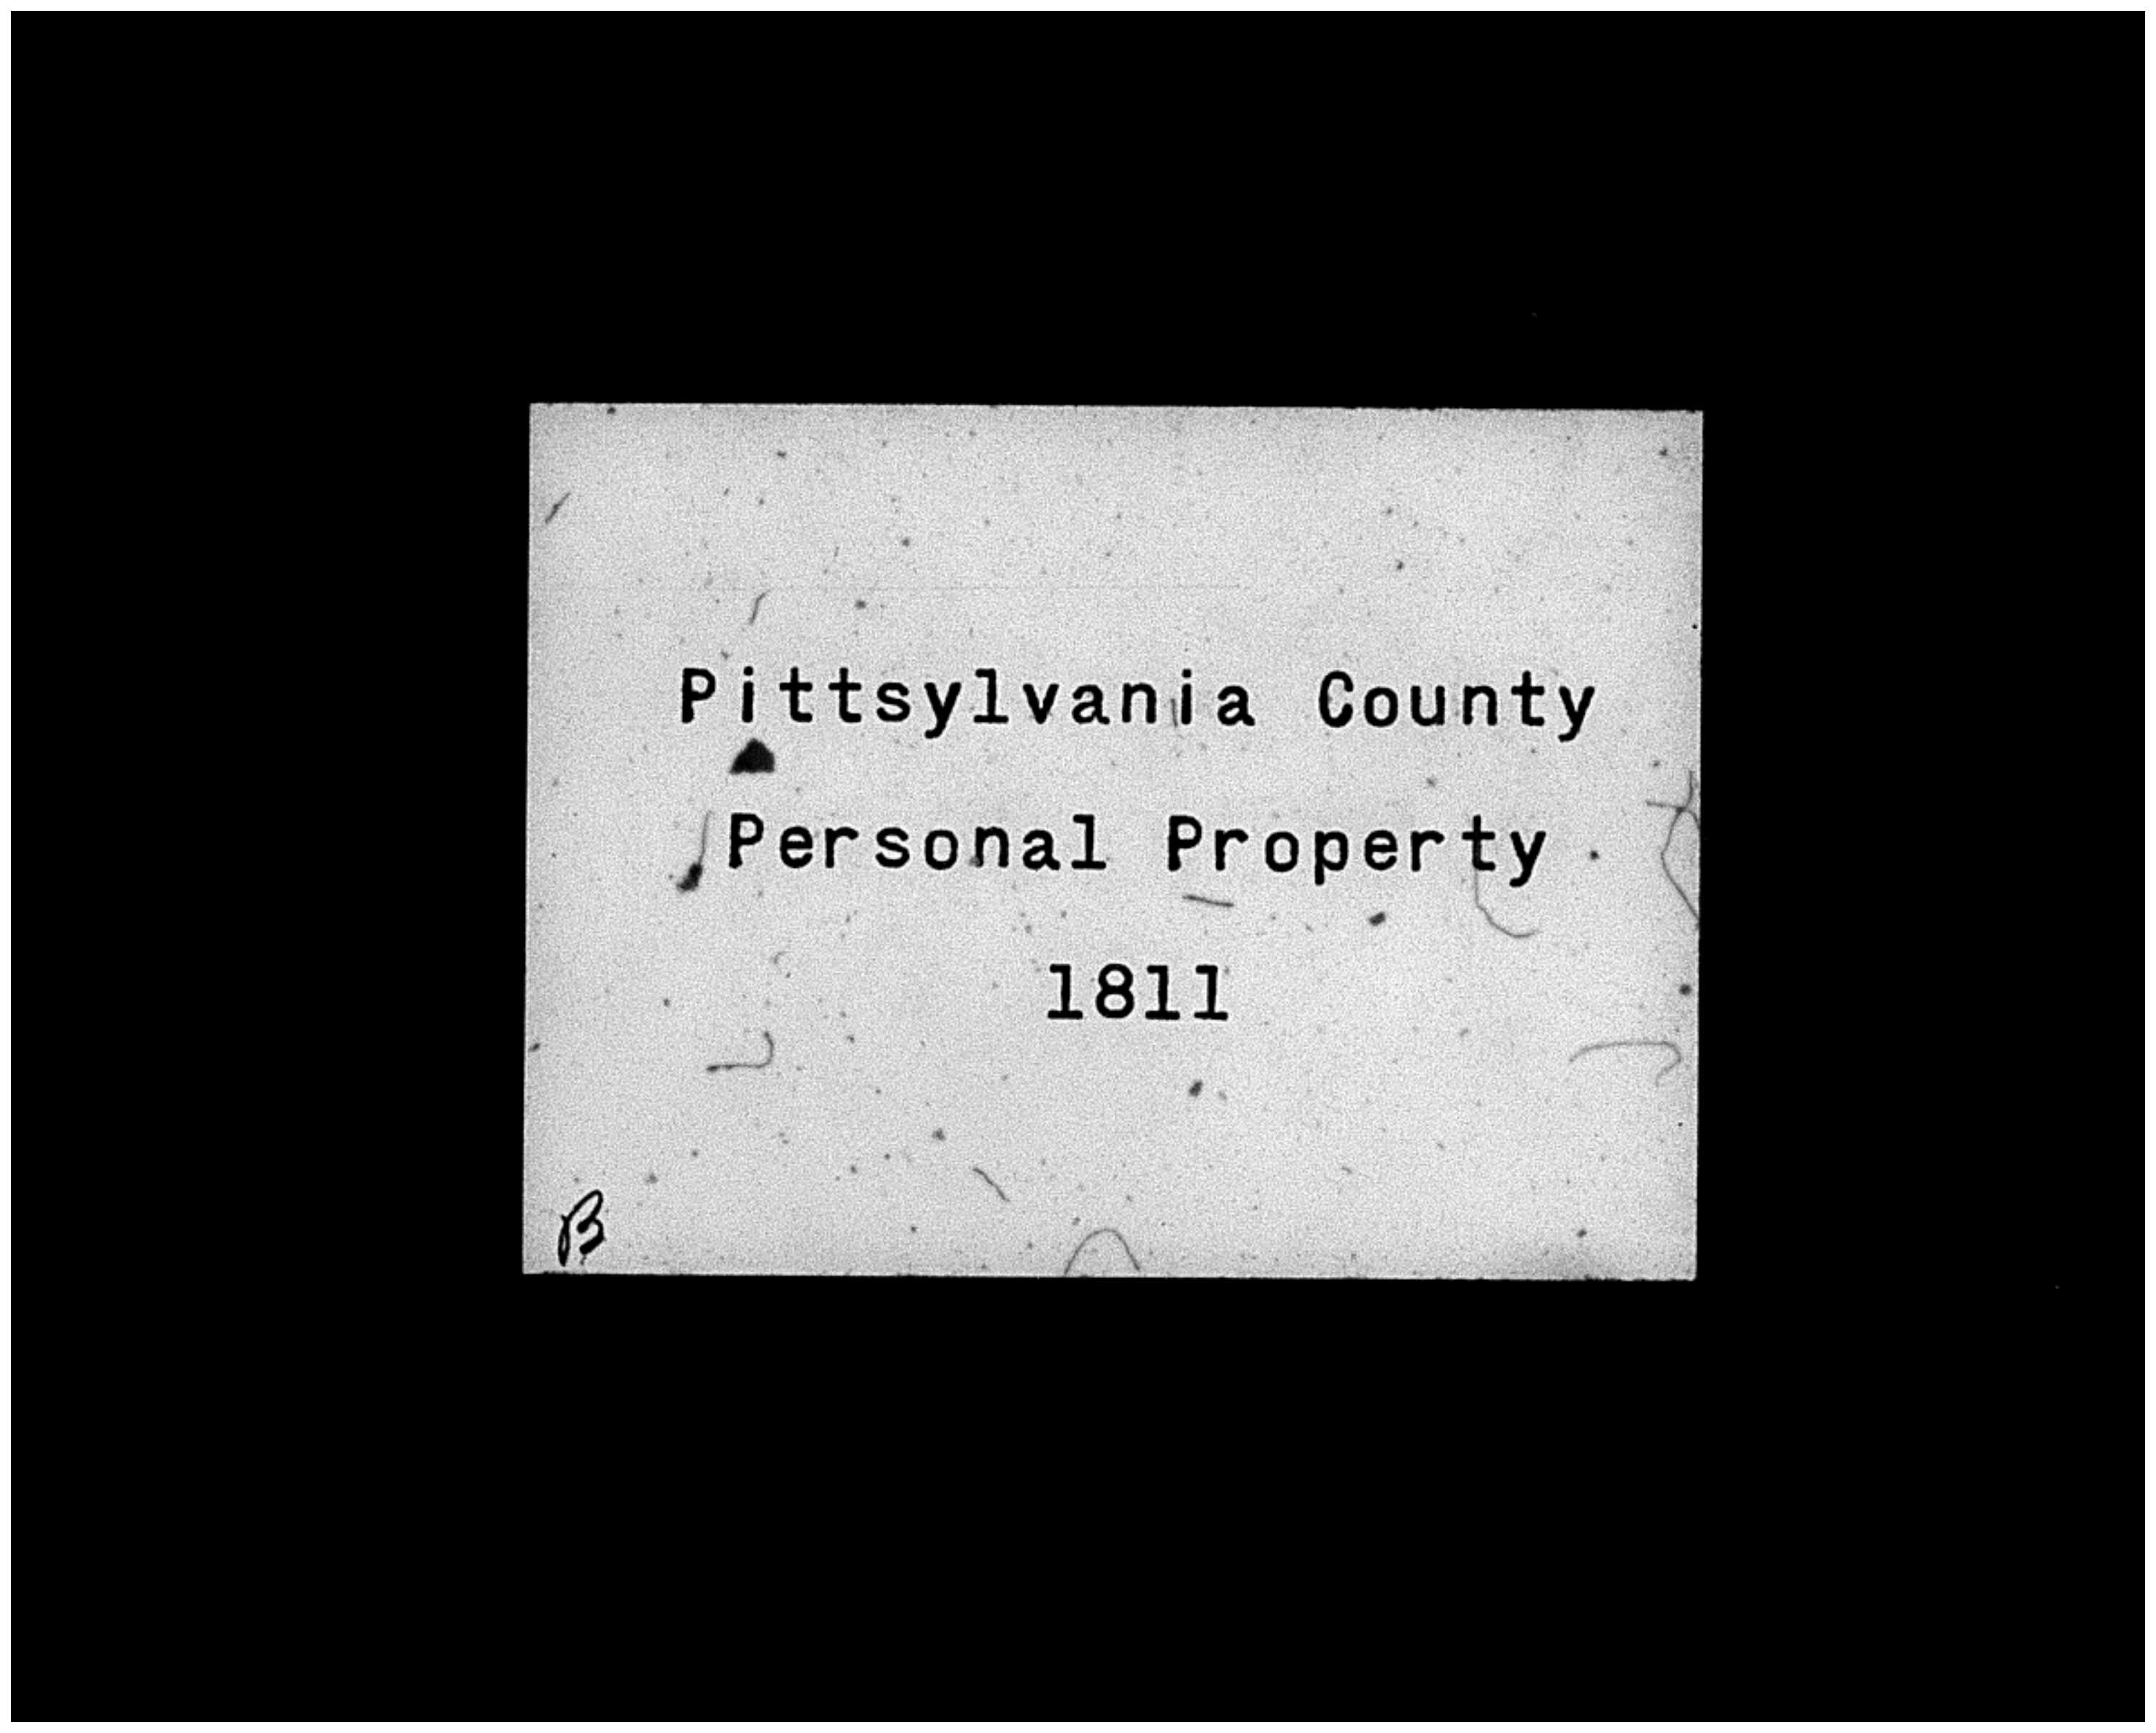 Pittsylvania County
Personal Property
1811
B